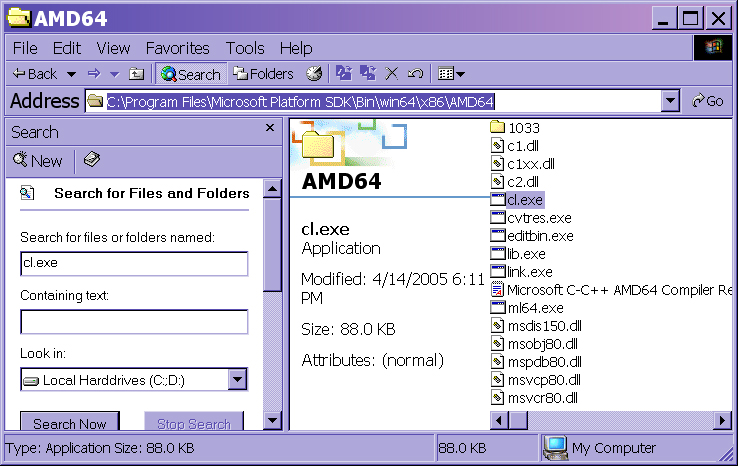 AMD64
File Edit View Favorites Tools Help
Back Search Folders
Address C:\Program Files\Microsoft Platform SDK\Bin\win64\x86\AMD64 Go
Search
New
Search for Files and Folders
Search for files or folders named:
cl.exe
Containing text:
Look in:
Local Harddrives (C:;D:)
Search Now Stop Search
AMD64
cl.exe
Application
Modified: 4/14/2005 6:11
PM
Size: 88.0 KB
Attributes: (normal)
1033
c1.dll
c1xx.dll
c2.dll
cl.exe
cvtres.exe
editbin.exe
lib.exe
link.exe
Microsoft C-C++ AMD64 Compiler Re
ml64.exe
msdis150.dll
msobj80.dll
mspdb80.dll
msvcp80.dll
msvcr80.dll
Type: Application Size: 88.0 KB 88.0 KB My Computer